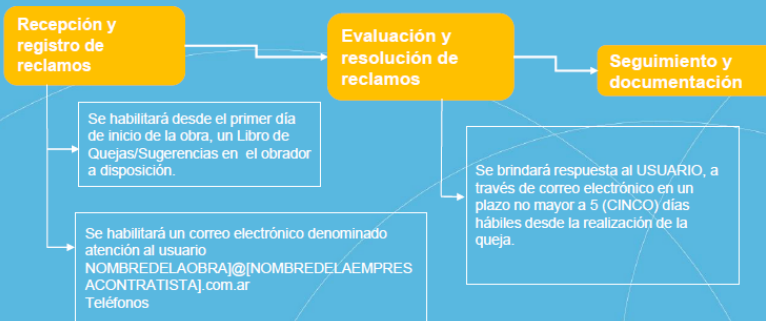 Recepción y
registro de
reclamos
Evaluación y
resolución de
reclamos
Seguimiento y
documentación
Se habilitará desde el primer día
de inicio de la obra, un Libro de
Quejas/Sugerencias en el obrador
a disposición.
Se habilitará un correo electrónico denominado
atención al usuario
NOMBREDELAOBRA]@[NOMBREDELAEMPRES
ACONTRATISTA].com.ar
Teléfonos
Se brindará respuesta al USUARIO, a
través de correo electrónico en un
plazo no mayor a 5 (CINCO) días
hábiles desde la realización de la
queja.